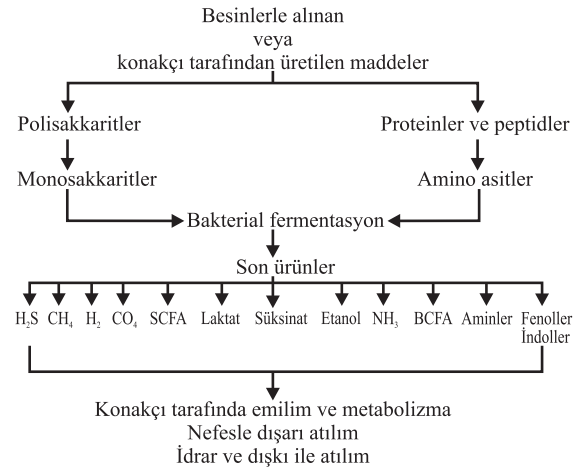 Besinlerle alınan
veya
konakçı tarafından üretilen maddeler
Polisakkaritler
Proteinler ve peptidler
Monosakkaritler
Amino asitler
Bakterial fermentasyon
Son ürünler
H₂S CH₄ H₂ CO₄ SCFA Laktat Süksinat Etanol NH₃ BCFA Aminler Fenoller
İndoller
Konakçı tarafında emilim ve metabolizma
Nefesle dışarı atılım
İdrar ve dışkı ile atılım